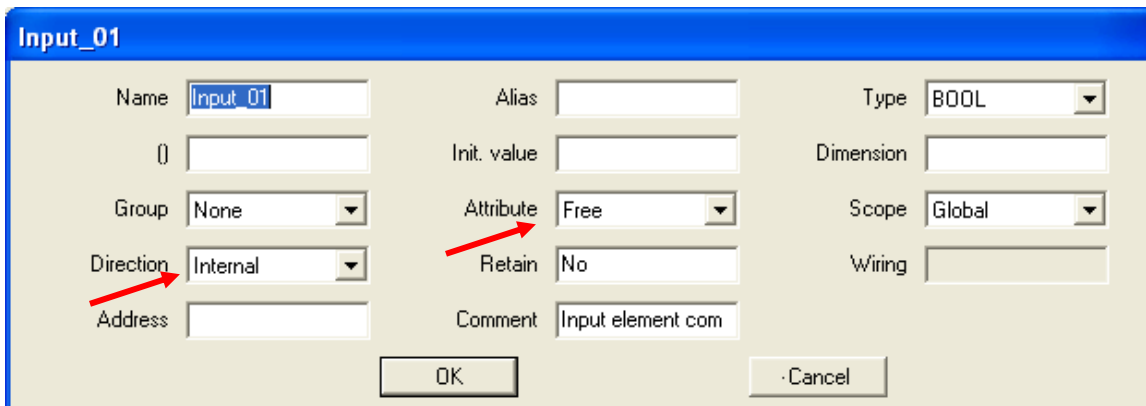 Input_01
Name Input_01 Alias Type BOOL
() Init. value Dimension
Group None Attribute Free Scope Global
Direction Internal Retain No Wiring
Address Comment Input element com
OK Cancel